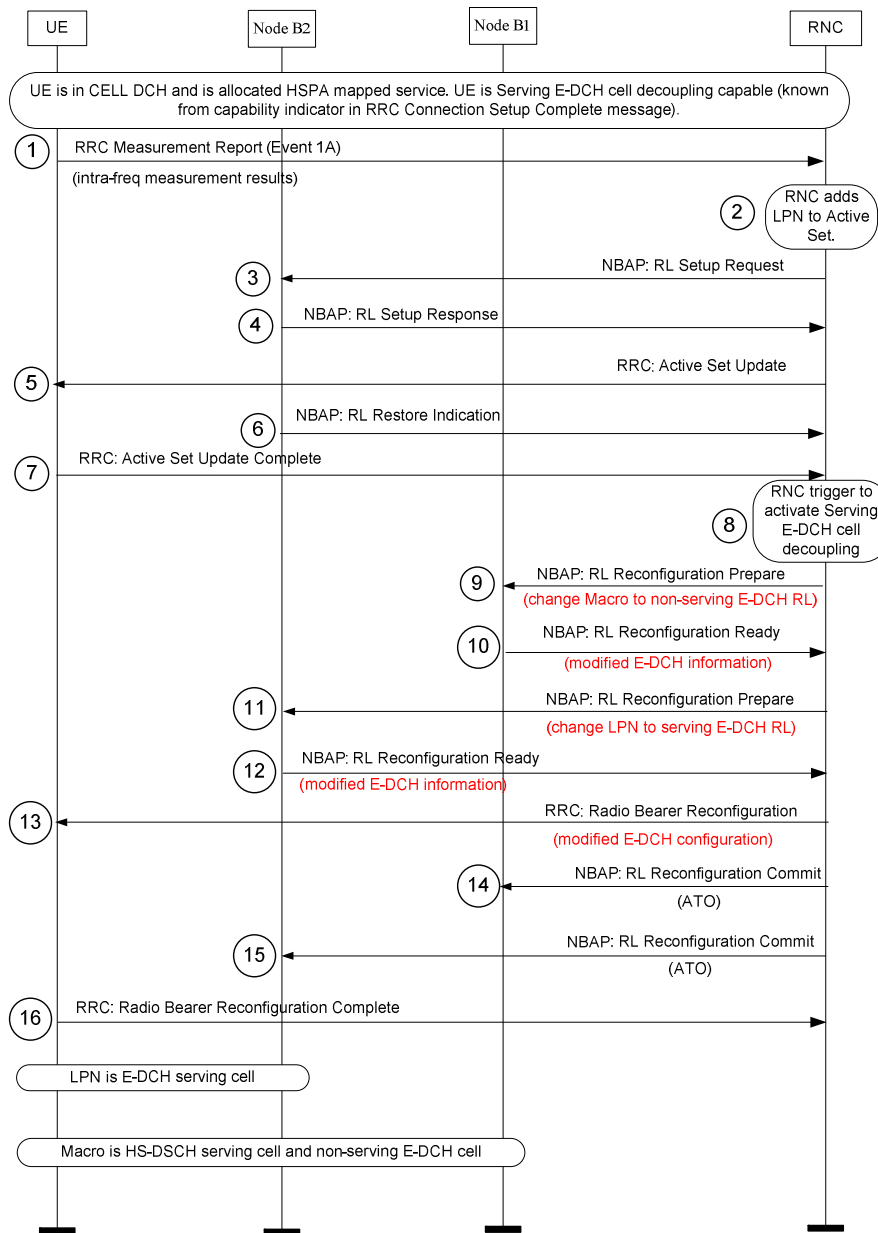 UE
Node B2
Node B1
RNC
UE is in CELL DCH and is allocated HSPA mapped service. UE is Serving E-DCH cell decoupling capable (known
from capability indicator in RRC Connection Setup Complete message).
1
RRC Measurement Report (Event 1A)
(intra-freq measurement results)
2
RNC adds
LPN to Active
Set.
3
NBAP: RL Setup Request
4
NBAP: RL Setup Response
5
RRC: Active Set Update
6
NBAP: RL Restore Indication
7
RRC: Active Set Update Complete
8
RNC trigger to
activate Serving
E-DCH cell
decoupling
9
NBAP: RL Reconfiguration Prepare
(change Macro to non-serving E-DCH RL)
10
NBAP: RL Reconfiguration Ready
(modified E-DCH information)
11
NBAP: RL Reconfiguration Prepare
(change LPN to serving E-DCH RL)
12
NBAP: RL Reconfiguration Ready
(modified E-DCH information)
13
RRC: Radio Bearer Reconfiguration
(modified E-DCH configuration)
14
NBAP: RL Reconfiguration Commit
(ATO)
15
NBAP: RL Reconfiguration Commit
(ATO)
16
RRC: Radio Bearer Reconfiguration Complete
LPN is E-DCH serving cell
Macro is HS-DSCH serving cell and non-serving E-DCH cell